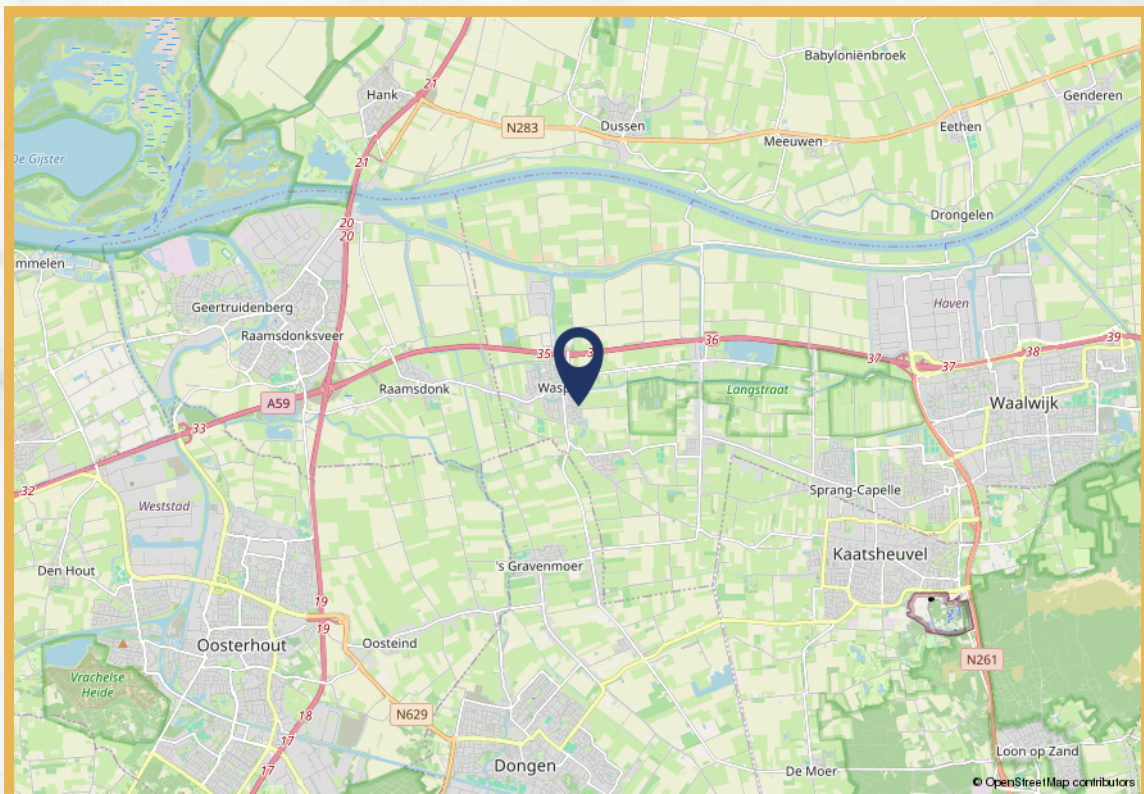 Babyloniënbroek
21
Hank
Genderen
N283
Dussen
Eethen
Meeuwen
De Gijster
21
Drongelen
20
20
mmelen
Geertruidenberg
Haven
Raamsdonksveer
36
39
35
3
38
37
37
Raamsdonk
Wasp
Langstraat
A59
Waalwijk
33
32
Sprang-Capelle
Weststad
Kaatsheuvel
's Gravenmoer
Den Hout
19
19
Oosterhout
Oosteind
N261
Vrachelse
Heide
N629
18
17
17
Dongen
Loon op Zand
De Moer
© OpenStreetMap contributors